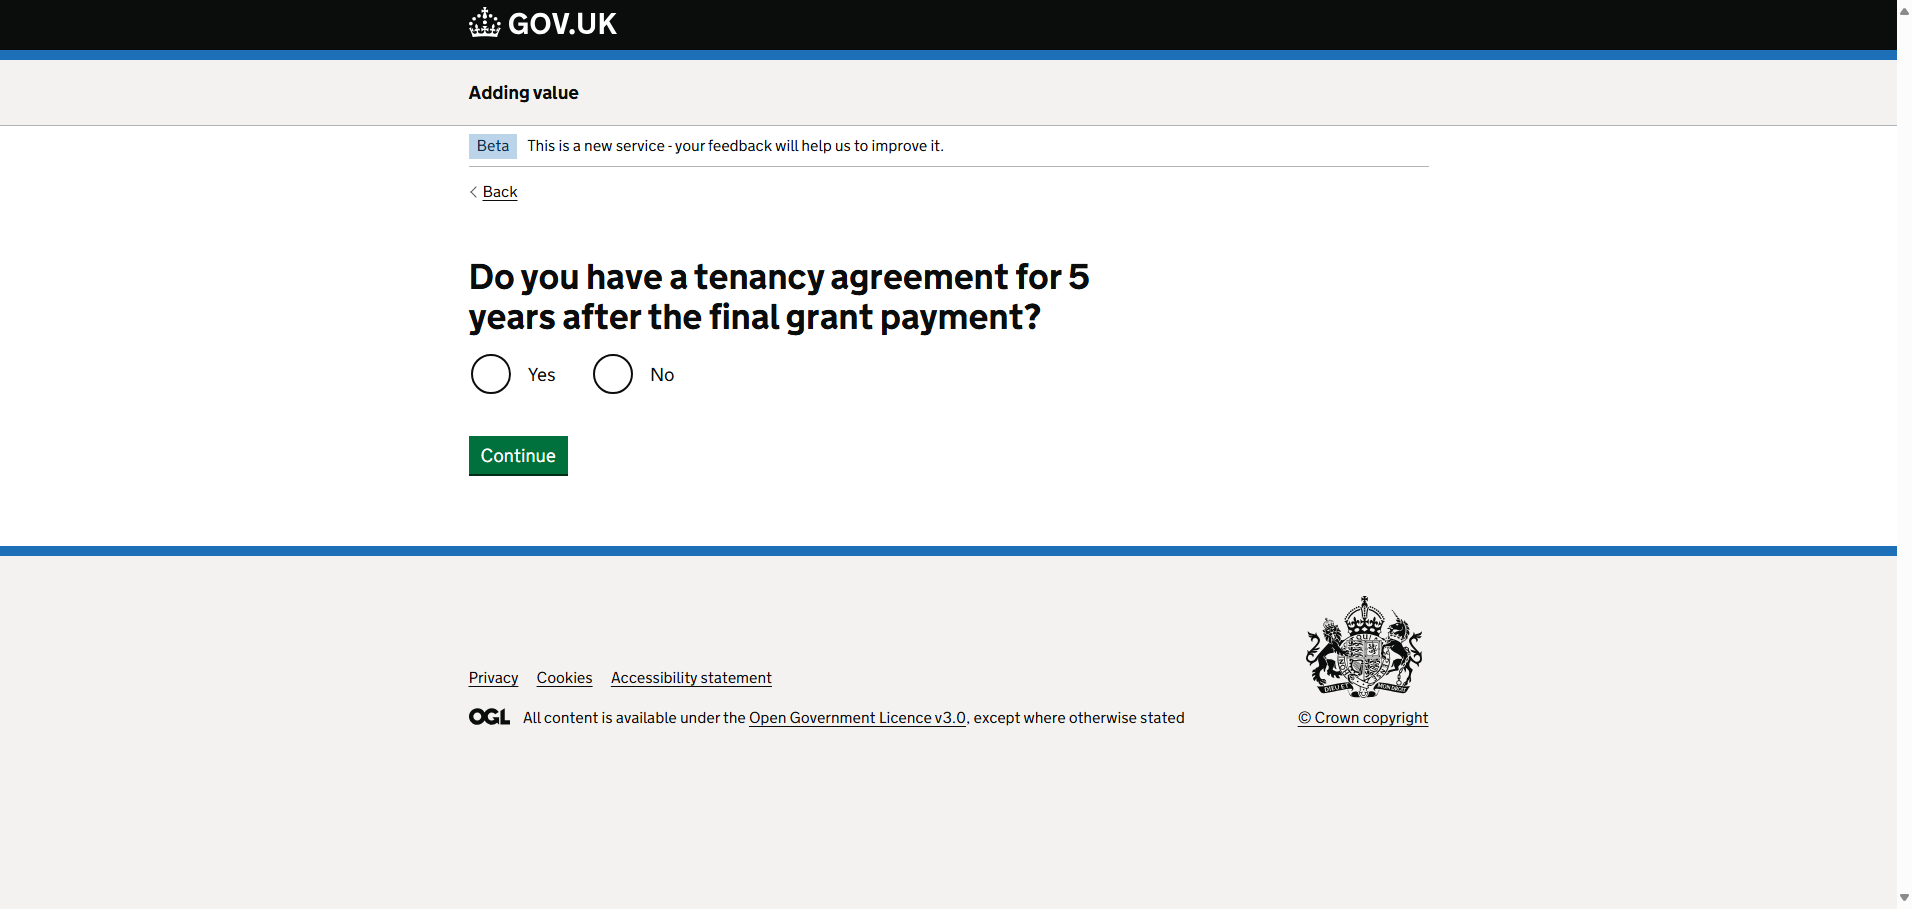 GOV.UK
Adding value
Beta This is a new service - your feedback will help us to improve it.
Back
Do you have a tenancy agreement for 5
years after the final grant payment?
Yes No
Continue
Privacy Cookies Accessibility statement
OGL All content is available under the Open Government Licence v3.0, except where otherwise stated
© Crown copyright